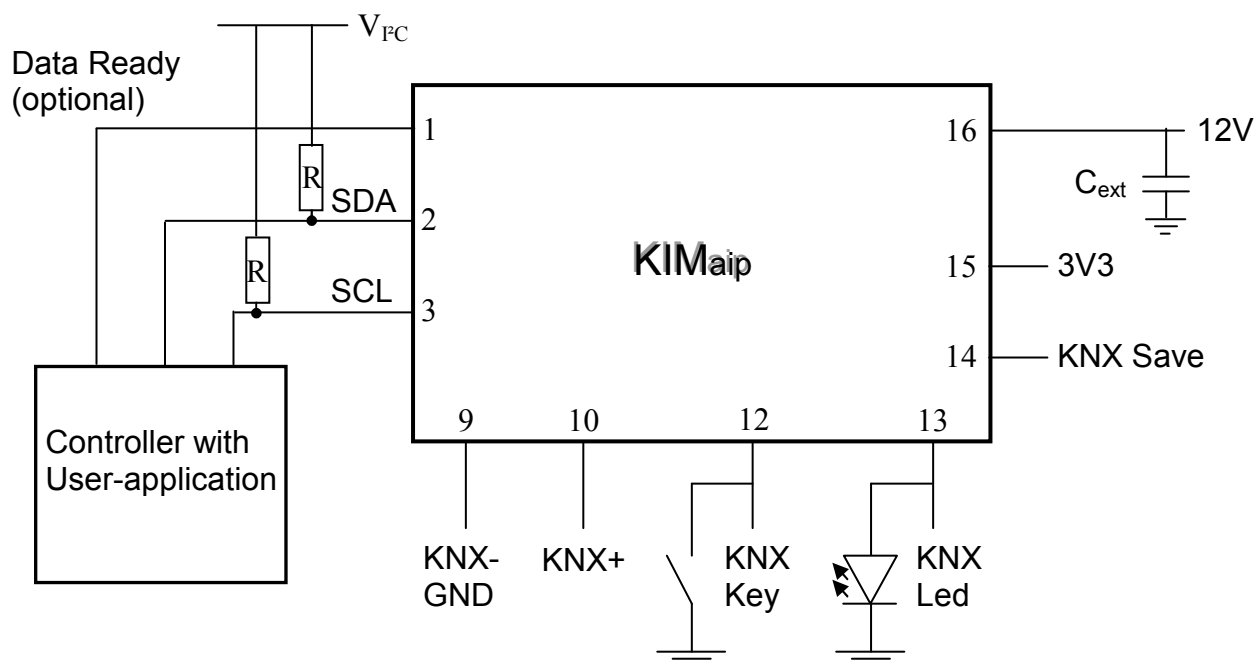 V_I²C
Data Ready
(optional)
1
16
12V
R
C_ext
SDA
2
KIMaip
15
3V3
R
SCL
3
14
KNX Save
9
10
12
13
Controller with
User-application
KNX-
GND
KNX+
KNX
Key
KNX
Led